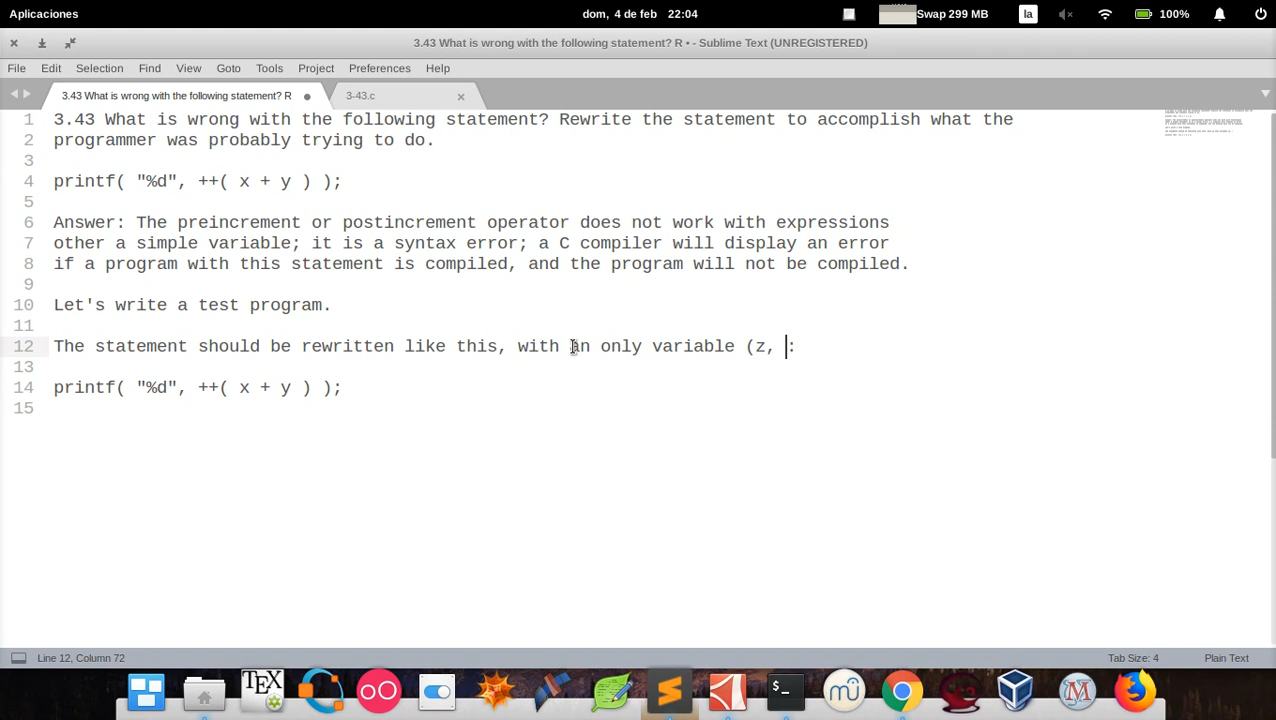 Aplicaciones dom, 4 de feb 22:04 Swap 299 MB la 100%
3.43 What is wrong with the following statement? R • - Sublime Text (UNREGISTERED)
File Edit Selection Find View Goto Tools Project Preferences Help
3.43 What is wrong with the following statement? R 3-43.c
1 3.43 What is wrong with the following statement? Rewrite the statement to accomplish what the
2 programmer was probably trying to do.
3
4 printf( "%d", ++( x + y ) );
5
6 Answer: The preincrement or postincrement operator does not work with expressions
7 other a simple variable; it is a syntax error; a C compiler will display an error
8 if a program with this statement is compiled, and the program will not be compiled.
9
10 Let's write a test program.
11
12 The statement should be rewritten like this, with an only variable (z, :
13
14 printf( "%d", ++( x + y ) );
15
Line 12, Column 72 Tab Size: 4 Plain Text
TEX >_ mu M